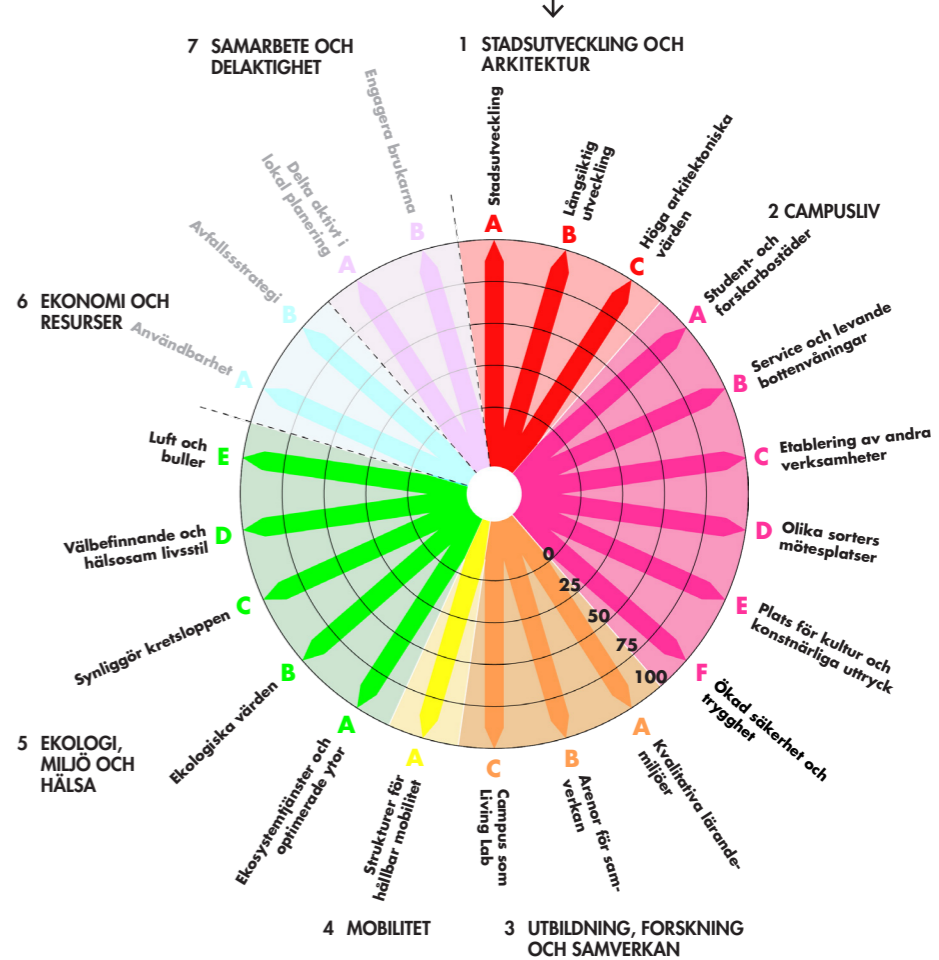 1 STADSUTVECKLING OCH
ARKITEKTUR
A
Stadsutveckling
B
Långsiktig
utveckling
C
Höga arkitektoniska
värden
2 CAMPUSLIV
A
Student- och
forskarbostäder
B
Service och levande
bottenvåningar
C
Etablering av andra
verksamheter
D
Olika sorters
mötesplatser
E
Plats för kultur och
konstnärliga uttryck
F
Ökad säkerhet och
trygghet
3 UTBILDNING, FORSKNING
OCH SAMVERKAN
A
Kvalitativa lärande-
miljöer
B
Arenor för sam-
verkan
C
Campus som
Living Lab
4 MOBILITET
A
Strukturer för
hållbar mobilitet
5 EKOLOGI,
MILJÖ OCH
HÄLSA
A
Ekosystemtjänster och
optimerade ytor
B
Ekologiska värden
C
Synliggör kretsloppen
D
Välbefinnande och
hälsosam livsstil
E
Luft och
buller
6 EKONOMI OCH
RESURSER
A
Användbarhet
B
Avfallssstrategi
7 SAMARBETE OCH
DELAKTIGHET
A
Delta aktivt i
lokal planering
B
Engagera brukarna
0
25
50
75
100